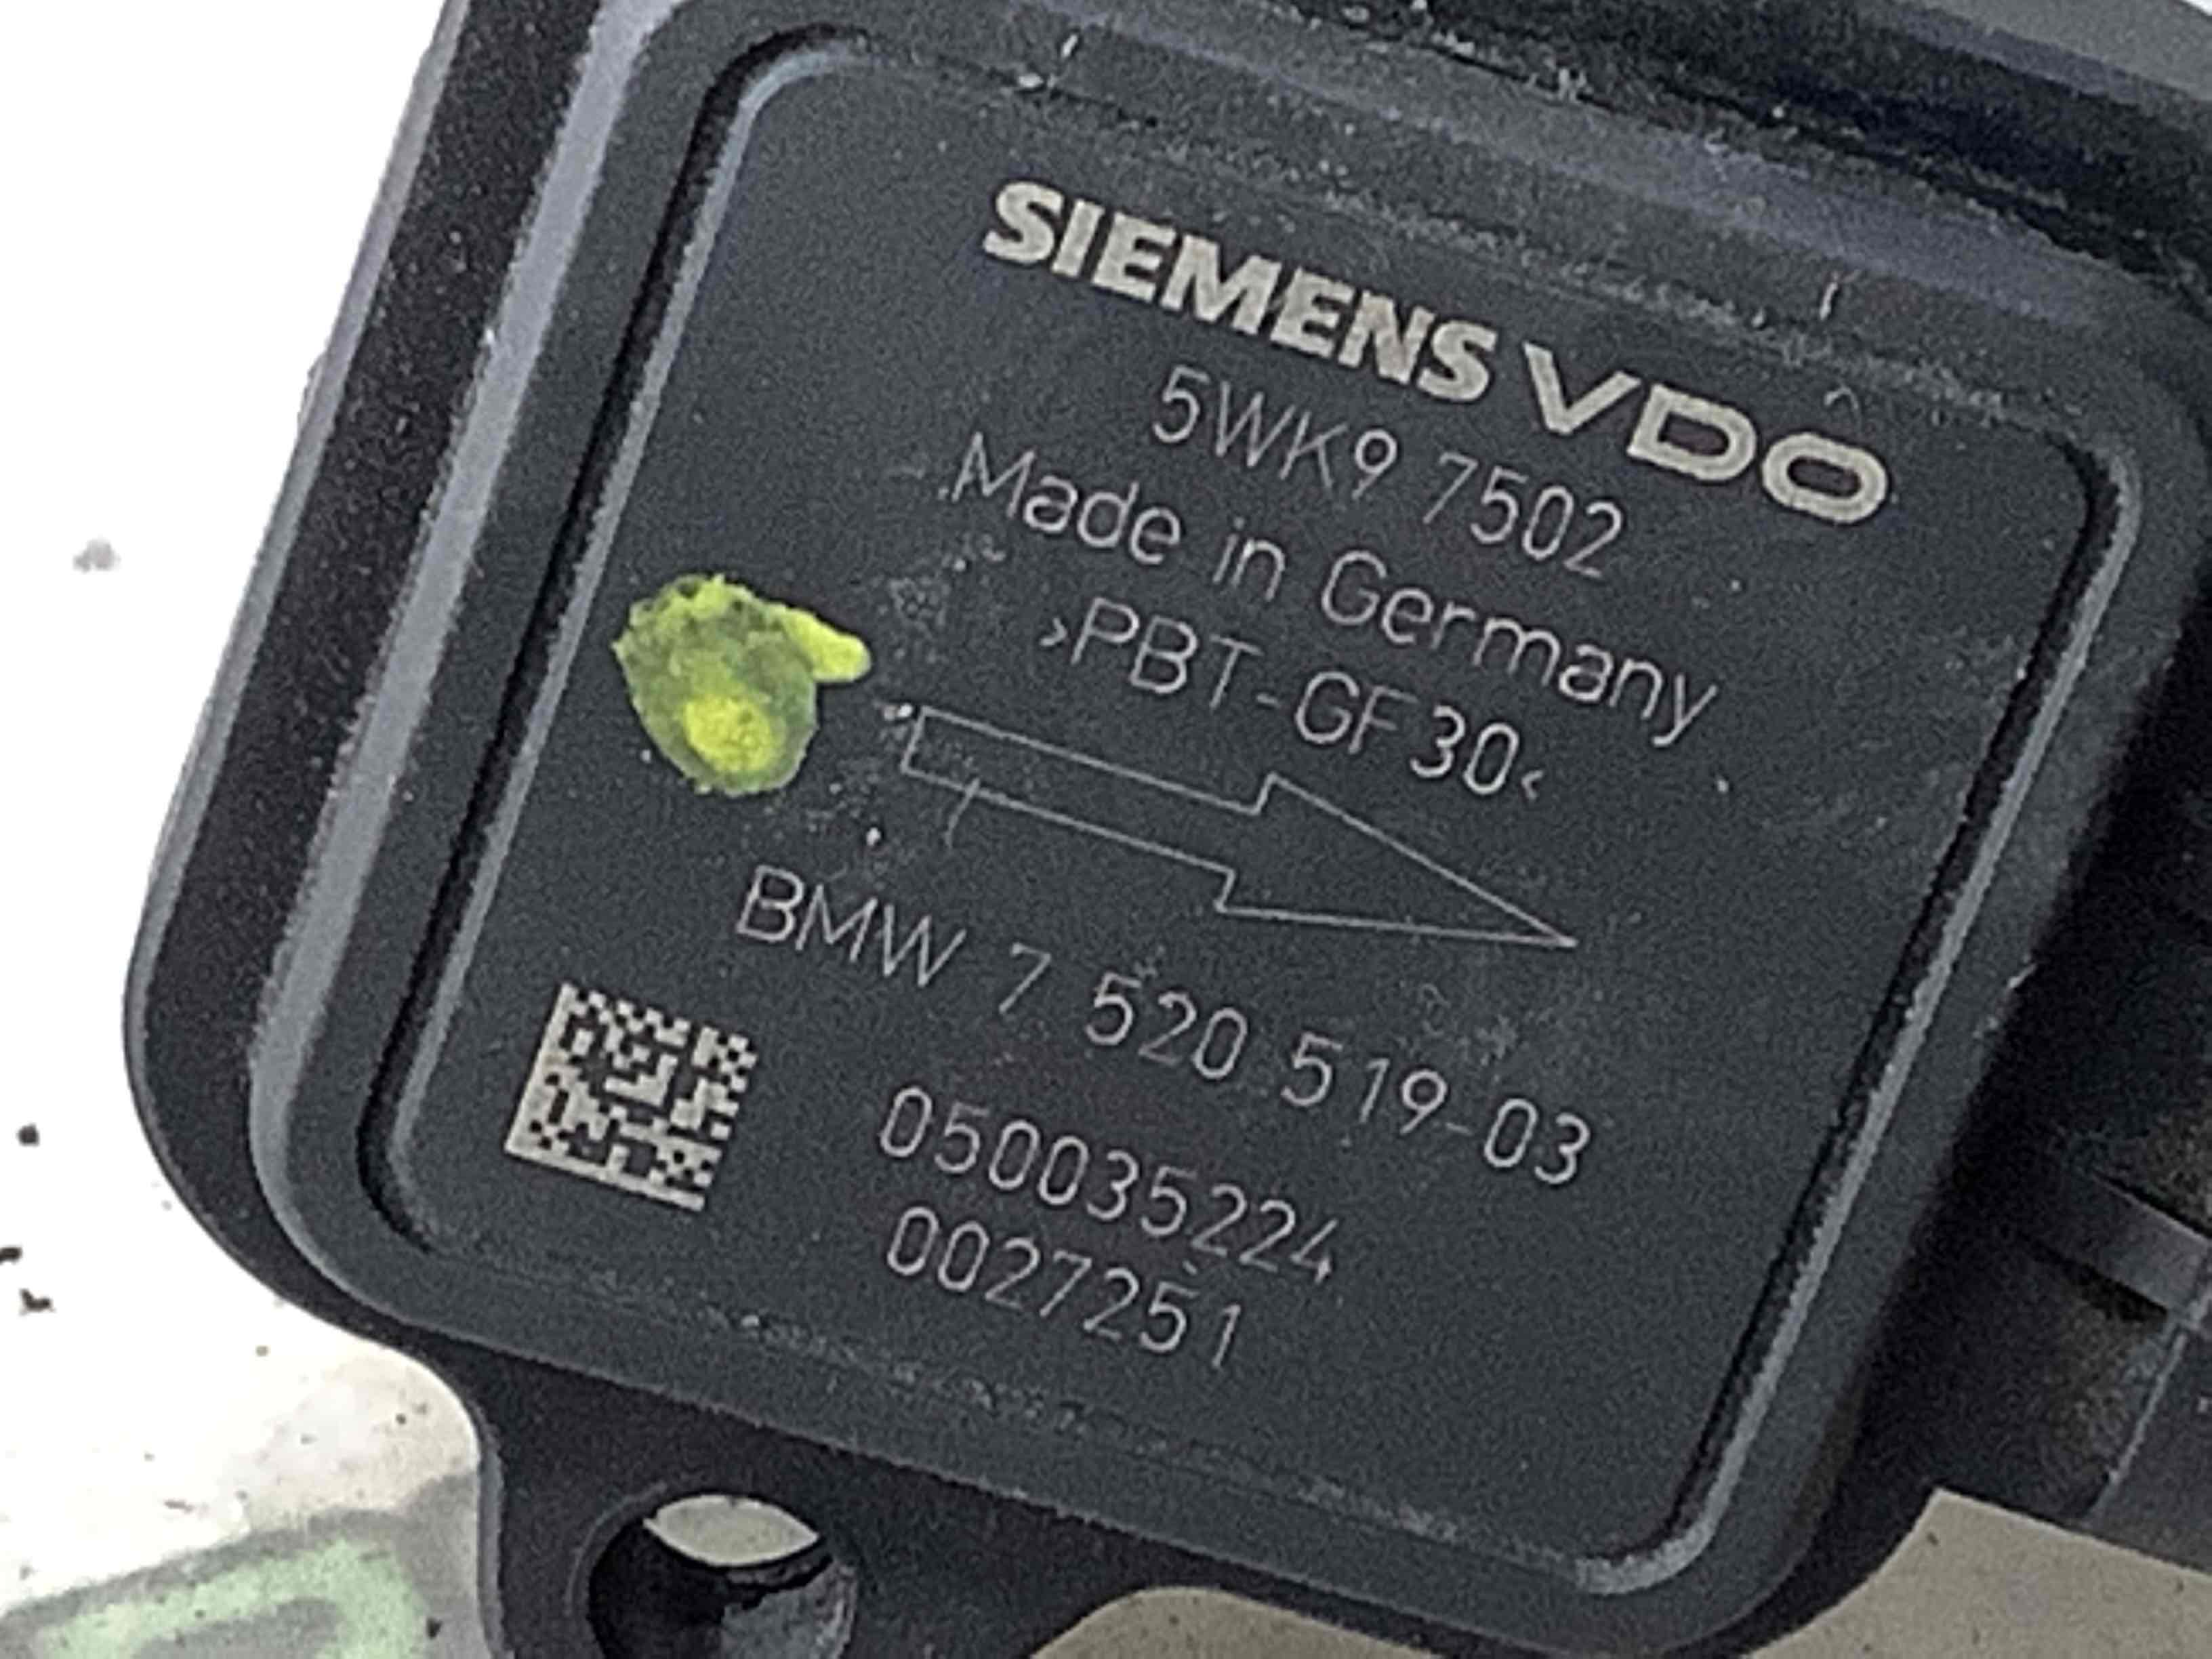 SIEMENS VDO
5WK9 7502
Made in Germany
>PBT-GF30<
BMW 7 520 519-03
050035224
0027251